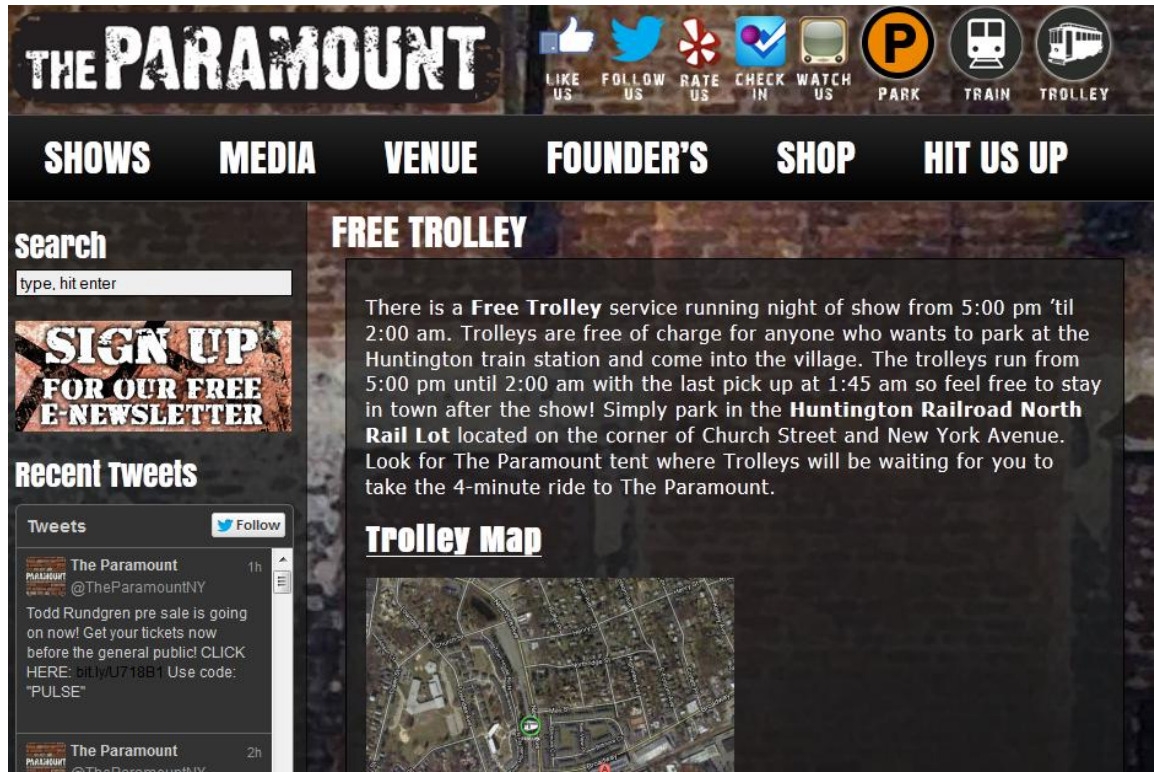 THE PARAMOUNT
LIKE US
FOLLOW US
RATE US
CHECK IN
WATCH US
P
PARK
TRAIN
TROLLEY
SHOWS MEDIA VENUE FOUNDER'S SHOP HIT US UP
search
type, hit enter
SIGN UP
FOR OUR FREE
E-NEWSLETTER
Recent Tweets
Tweets
Follow
The Paramount 1h
@TheParamountNY
Todd Rundgren pre sale is going
on now! Get your tickets now
before the general public! CLICK
HERE: bit.ly/U718B1 Use code:
"PULSE"
The Paramount 2h
@TheParamountNY
FREE TROLLEY
There is a Free Trolley service running night of show from 5:00 pm ’til
2:00 am. Trolleys are free of charge for anyone who wants to park at the
Huntington train station and come into the village. The trolleys run from
5:00 pm until 2:00 am with the last pick up at 1:45 am so feel free to stay
in town after the show! Simply park in the Huntington Railroad North
Rail Lot located on the corner of Church Street and New York Avenue.
Look for The Paramount tent where Trolleys will be waiting for you to
take the 4-minute ride to The Paramount.
Trolley Map
Broadway